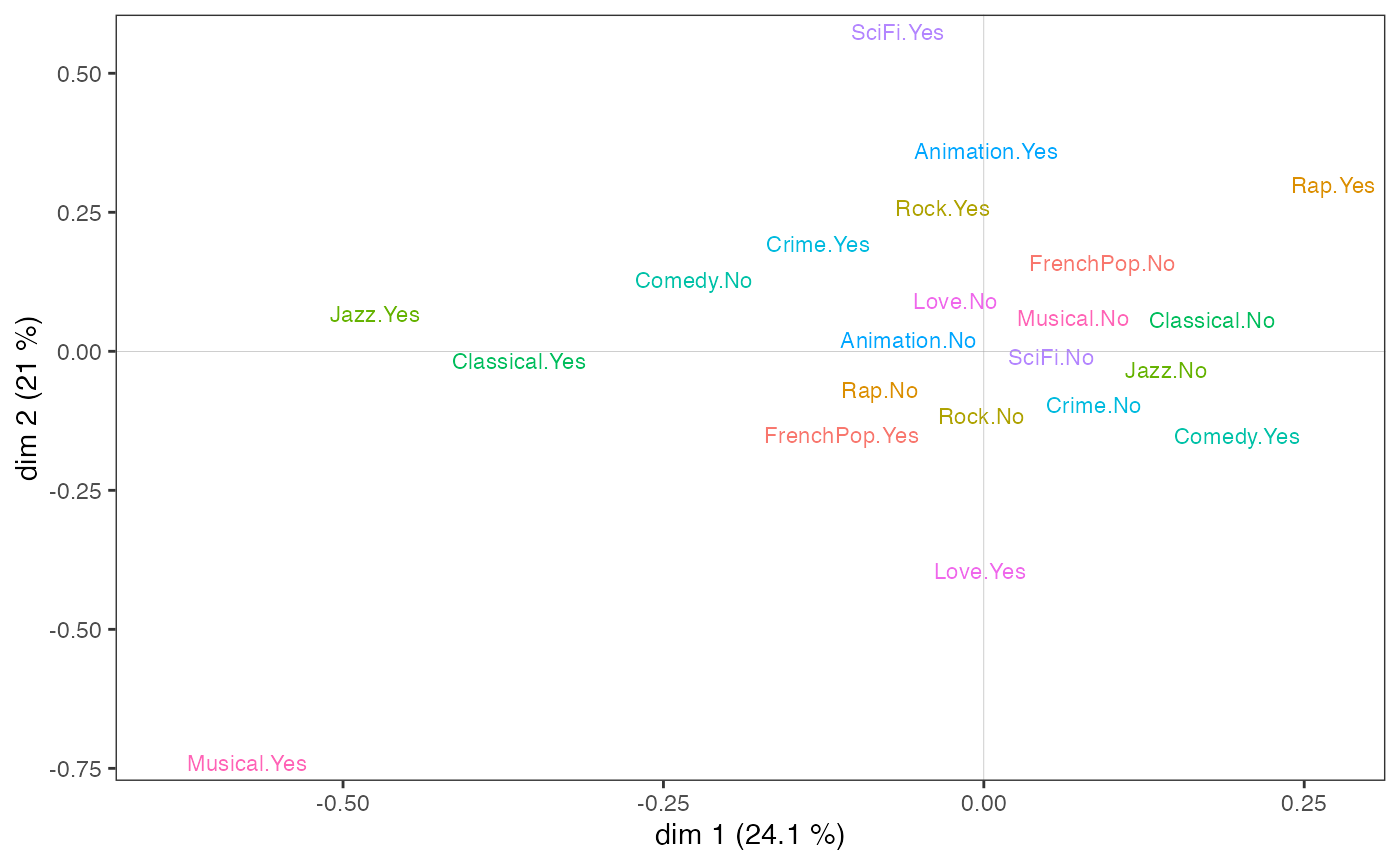 SciFi.Yes
0.50
Animation.Yes
Rap.Yes
0.25
Rock.Yes
Crime.Yes
FrenchPop.No
Comedy.No
Love.No
Jazz.Yes
Musical.No
Classical.No
Animation.No
0.00
SciFi.No
Classical.Yes
Jazz.No
Rap.No
Crime.No
Rock.No
FrenchPop.Yes
Comedy.Yes
-0.25
Love.Yes
-0.50
Musical.Yes
-0.75
dim 2 (21 %)
-0.50 -0.25 0.00 0.25
dim 1 (24.1 %)